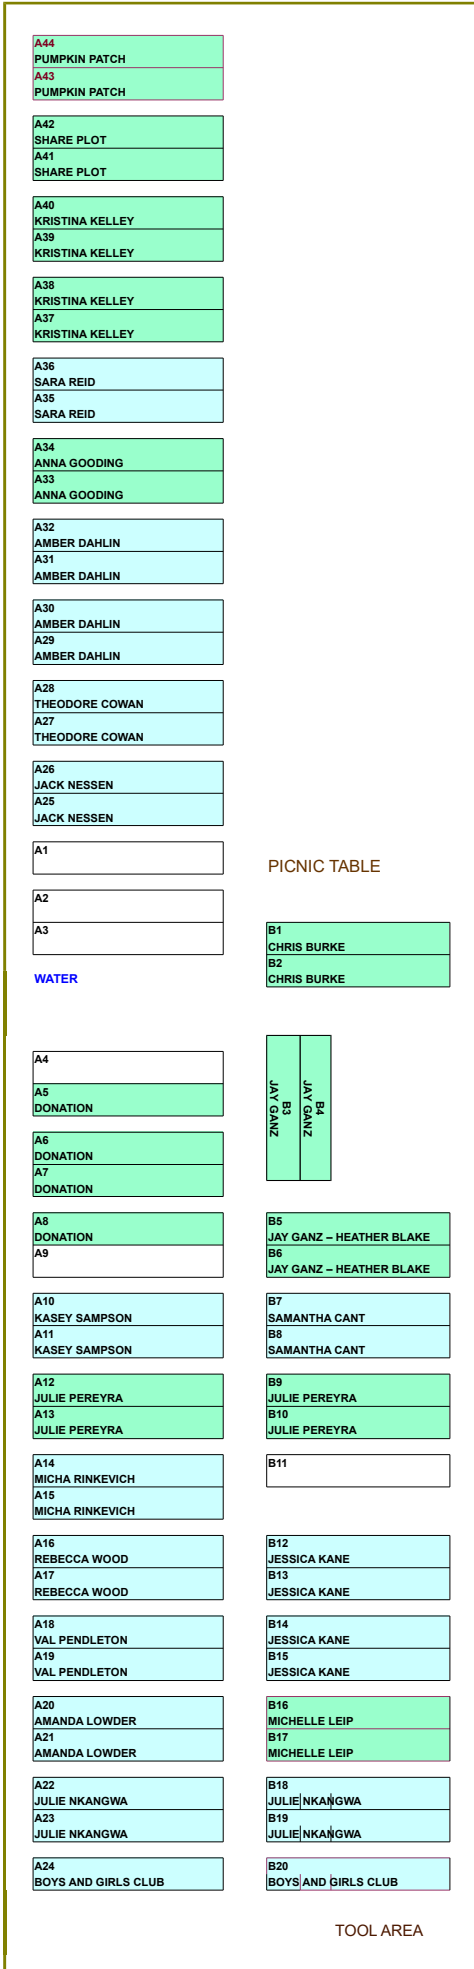 A44
PUMPKIN PATCH
A43
PUMPKIN PATCH
A42
SHARE PLOT
A41
SHARE PLOT
A40
KRISTINA KELLEY
A39
KRISTINA KELLEY
A38
KRISTINA KELLEY
A37
KRISTINA KELLEY
A36
SARA REID
A35
SARA REID
A34
ANNA GOODING
A33
ANNA GOODING
A32
AMBER DAHLIN
A31
AMBER DAHLIN
A30
AMBER DAHLIN
A29
AMBER DAHLIN
A28
THEODORE COWAN
A27
THEODORE COWAN
A26
JACK NESSEN
A25
JACK NESSEN
A1
A2
A3
WATER
A4
A5
DONATION
A6
DONATION
A7
DONATION
A8
DONATION
A9
A10
KASEY SAMPSON
A11
KASEY SAMPSON
A12
JULIE PEREYRA
A13
JULIE PEREYRA
A14
MICHA RINKEVICH
A15
MICHA RINKEVICH
A16
REBECCA WOOD
A17
REBECCA WOOD
A18
VAL PENDLETON
A19
VAL PENDLETON
A20
AMANDA LOWDER
A21
AMANDA LOWDER
A22
JULIE NKANGWA
A23
JULIE NKANGWA
A24
BOYS AND GIRLS CLUB
PICNIC TABLE
B1
CHRIS BURKE
B2
CHRIS BURKE
B3
JAY GANZ
B4
JAY GANZ
B5
JAY GANZ – HEATHER BLAKE
B6
JAY GANZ – HEATHER BLAKE
B7
SAMANTHA CANT
B8
SAMANTHA CANT
B9
JULIE PEREYRA
B10
JULIE PEREYRA
B11
B12
JESSICA KANE
B13
JESSICA KANE
B14
JESSICA KANE
B15
JESSICA KANE
B16
MICHELLE LEIP
B17
MICHELLE LEIP
B18
JULIE NKANGWA
B19
JULIE NKANGWA
B20
BOYS AND GIRLS CLUB
TOOL AREA